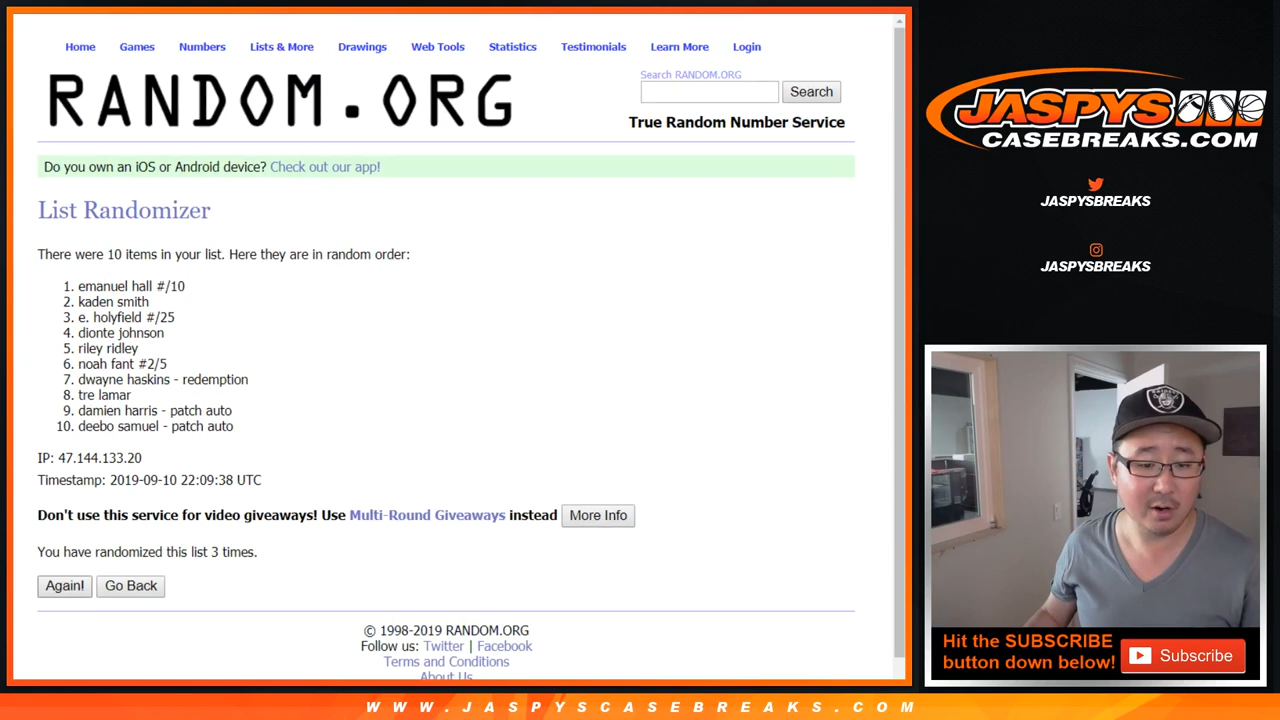 Home Games Numbers Lists & More Drawings Web Tools Statistics Testimonials Learn More Login
RANDOM.ORG
Search RANDOM.ORG
Search
True Random Number Service
Do you own an iOS or Android device? Check out our app!
List Randomizer
There were 10 items in your list. Here they are in random order:
1. emanuel hall #/10
2. kaden smith
3. e. holyfield #/25
4. dionte johnson
5. riley ridley
6. noah fant #2/5
7. dwayne haskins - redemption
8. tre lamar
9. damien harris - patch auto
10. deebo samuel - patch auto
IP: 47.144.133.20
Timestamp: 2019-09-10 22:09:38 UTC
Don't use this service for video giveaways! Use Multi-Round Giveaways instead More Info
You have randomized this list 3 times.
Again! Go Back
© 1998-2019 RANDOM.ORG
Follow us: Twitter | Facebook
Terms and Conditions
About Us
JASPYS
CASEBREAKS.COM
JASPYSBREAKS
JASPYSBREAKS
RAIDERS
Hit the SUBSCRIBE
button down below!
Subscribe
WWW.JASPYSCASEBREAKS.COM